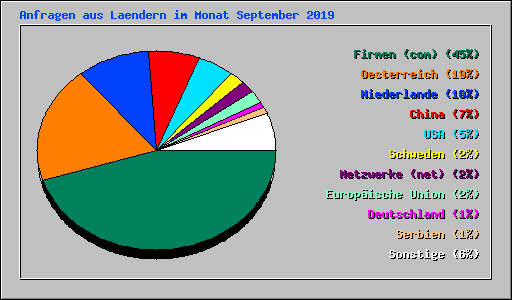 Anfragen aus Laendern im Monat September 2019
Firmen (com) (45%)
Oesterreich (19%)
Niederlande (10%)
China (7%)
USA (5%)
Schweden (2%)
Netzwerke (net) (2%)
Europäische Union (2%)
Deutschland (1%)
Serbien (1%)
Sonstige (6%)